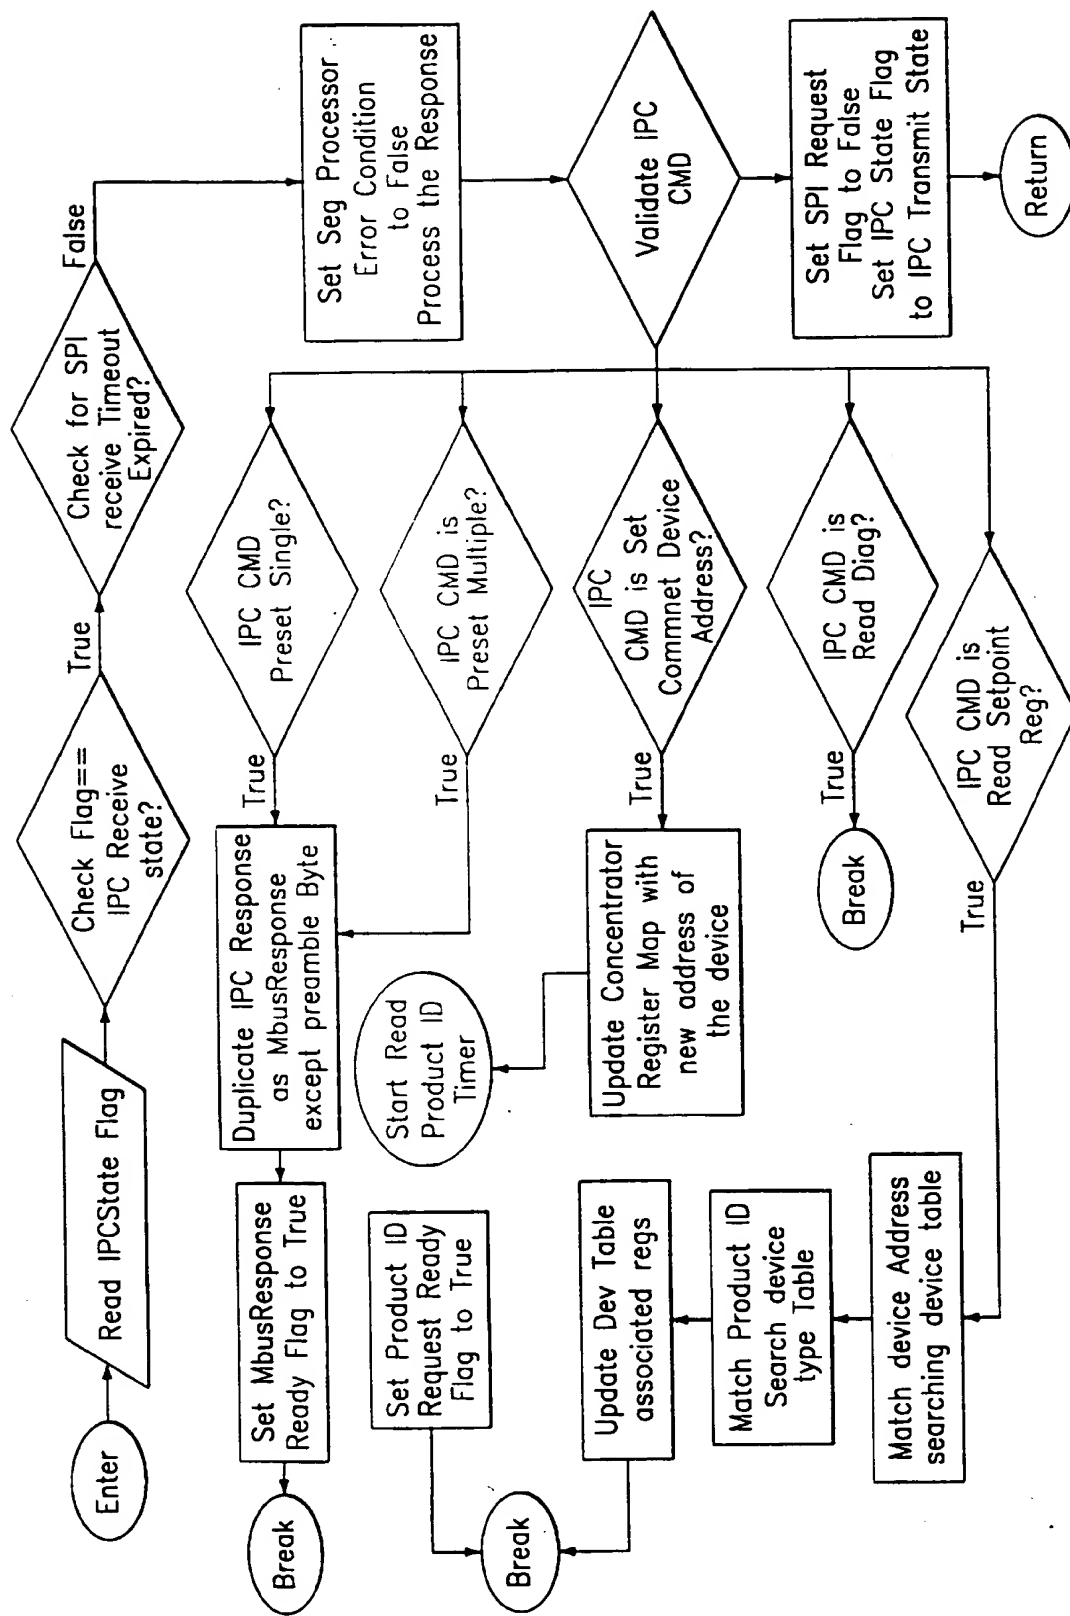 Enter
Read IPCState Flag
Check Flag==
IPC Receive
state?
True
Check for SPI
receive Timeout
Expired?
False
Set Seg Processor
Error Condition
to False
Process the Response
Validate IPC
CMD
Set SPI Request
Flag to False
Set IPC State Flag
to IPC Transmit State
Return
IPC CMD
Preset Single?
True
Duplicate IPC Response
as MbusResponse
except preamble Byte
Set MbusResponse
Ready Flag to True
Break
IPC CMD is
Preset Multiple?
True
IPC
CMD is Set
Commnet Device
Address?
True
Update Concentrator
Register Map with
new address of
the device
Start Read
Product ID
Timer
Set Product ID
Request Ready
Flag to True
Break
IPC CMD is
Read Diag?
True
Break
IPC CMD is
Read Setpoint
Reg?
True
Match device Address
searching device table
Match Product ID
Search device
type Table
Update Dev Table
associated regs